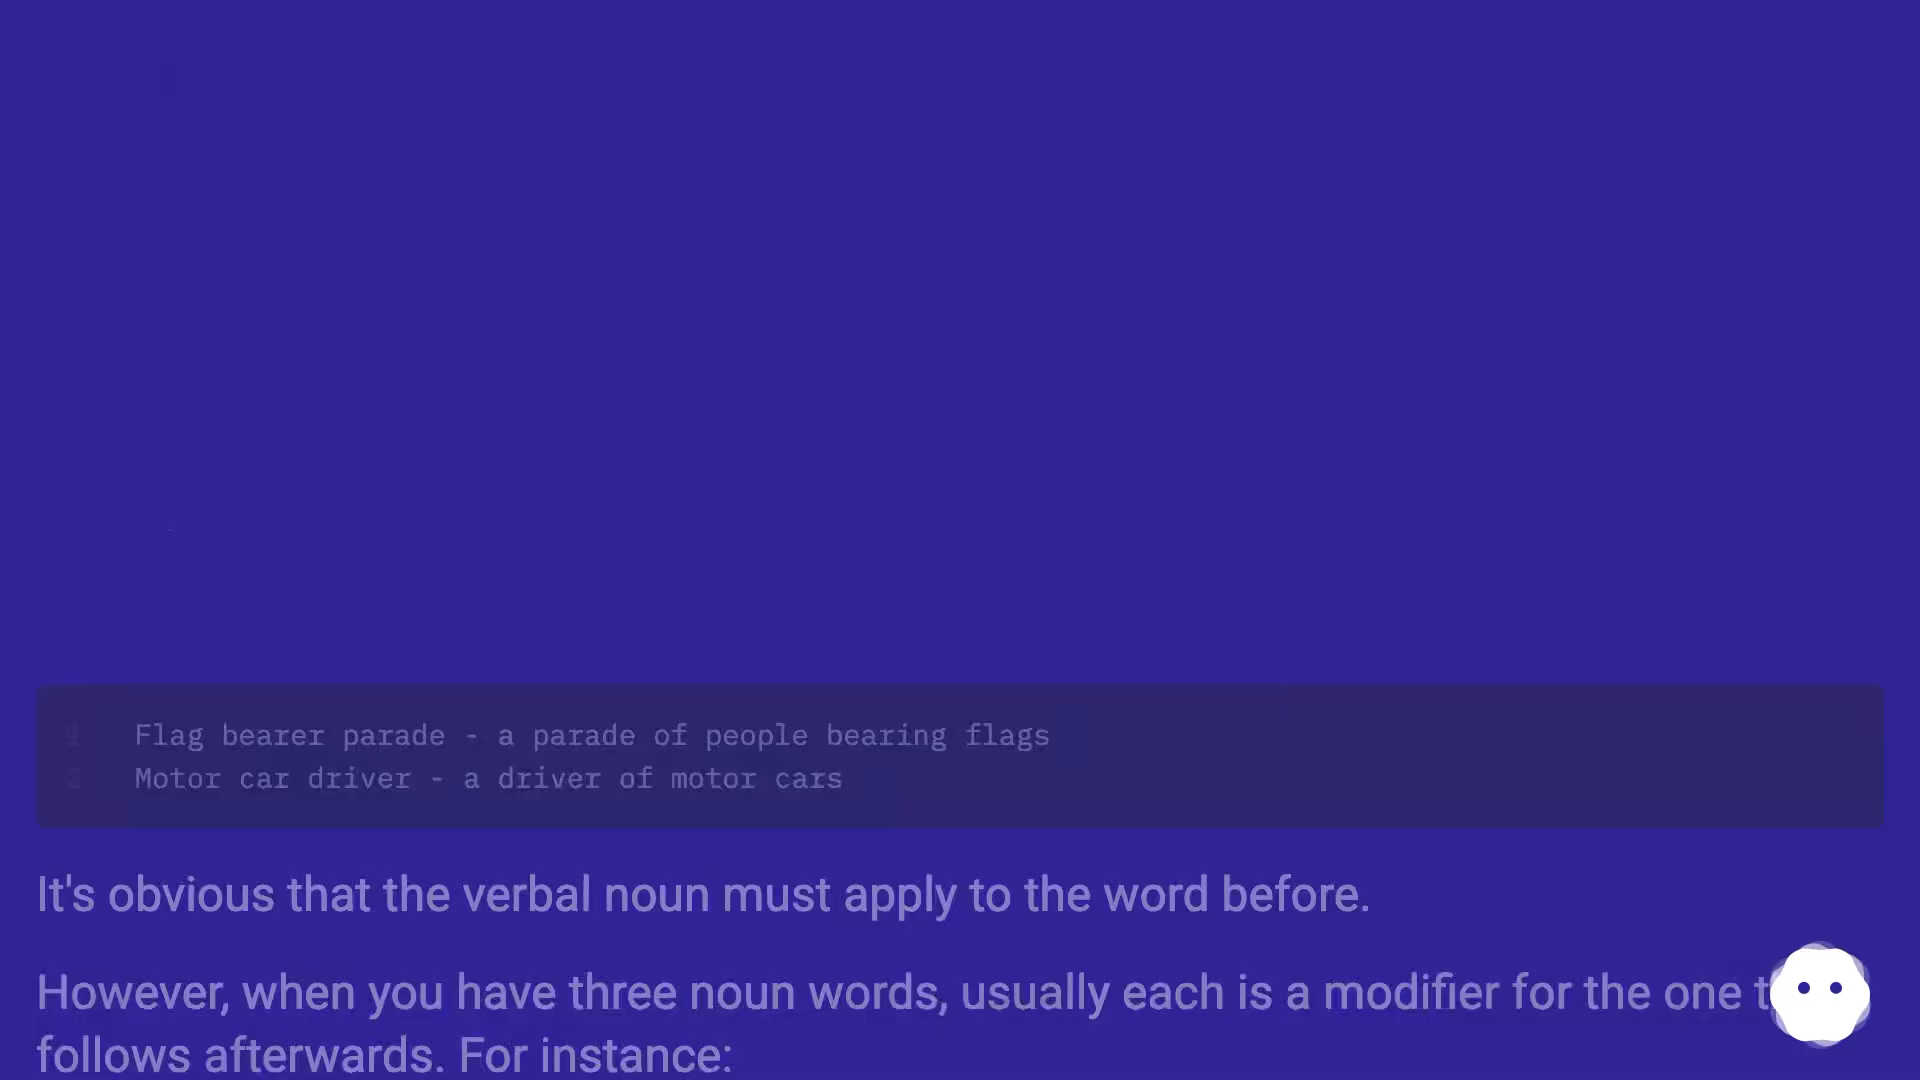 1 Flag bearer parade - a parade of people bearing flags
2 Motor car driver - a driver of motor cars
It's obvious that the verbal noun must apply to the word before.
However, when you have three noun words, usually each is a modifier for the one
follows afterwards. For instance: